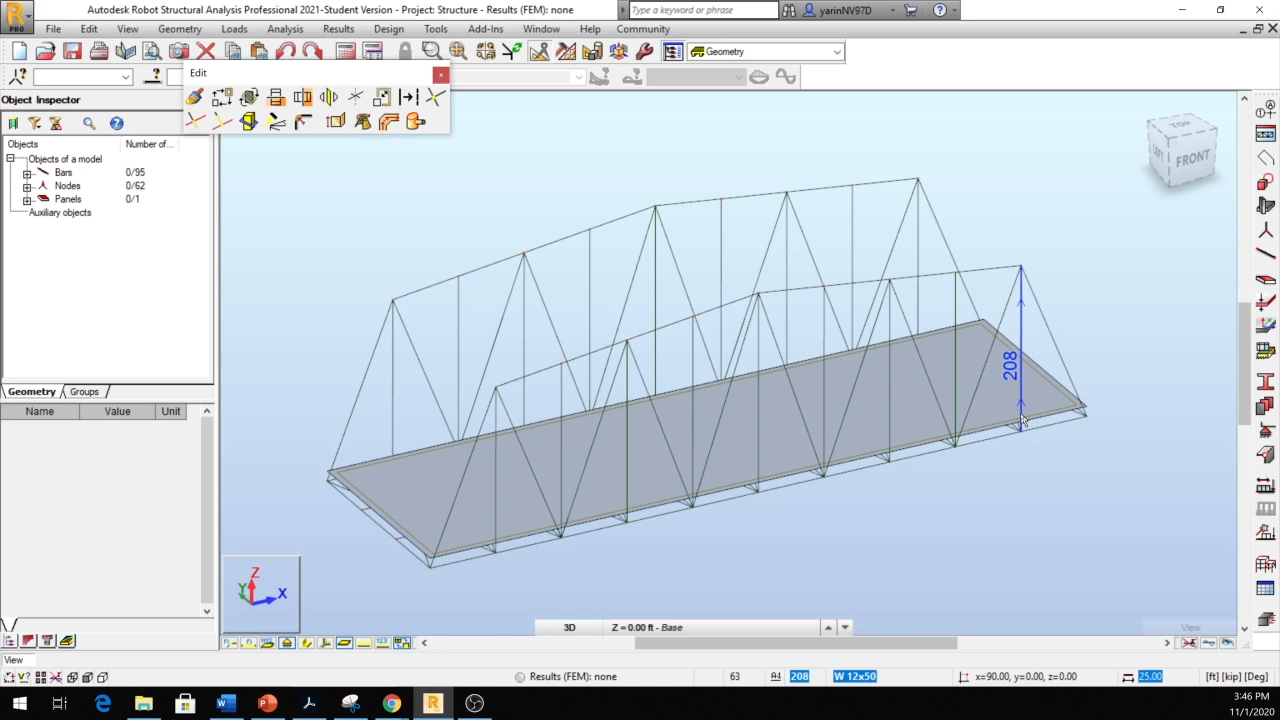 PRO
Autodesk Robot Structural Analysis Professional 2021-Student Version - Project: Structure - Results (FEM): none
Type a keyword or phrase
yarinNV97D
File Edit View Geometry Loads Analysis Results Design Tools Add-Ins Window Help Community
Geometry
Edit
Object Inspector
Objects Number of...
Objects of a model
Bars 0/95
Nodes 0/62
Panels 0/1
Auxiliary objects
Geometry Groups
Name Value Unit
TOP
LEFT FRONT
208
Z
Y X
3D Z = 0.00 ft - Base
View
View
Results (FEM): none 63 208 W 12x50 x=90.00, y=0.00, z=0.00 25.00 [ft] [kip] [Deg]
3:46 PM
11/1/2020